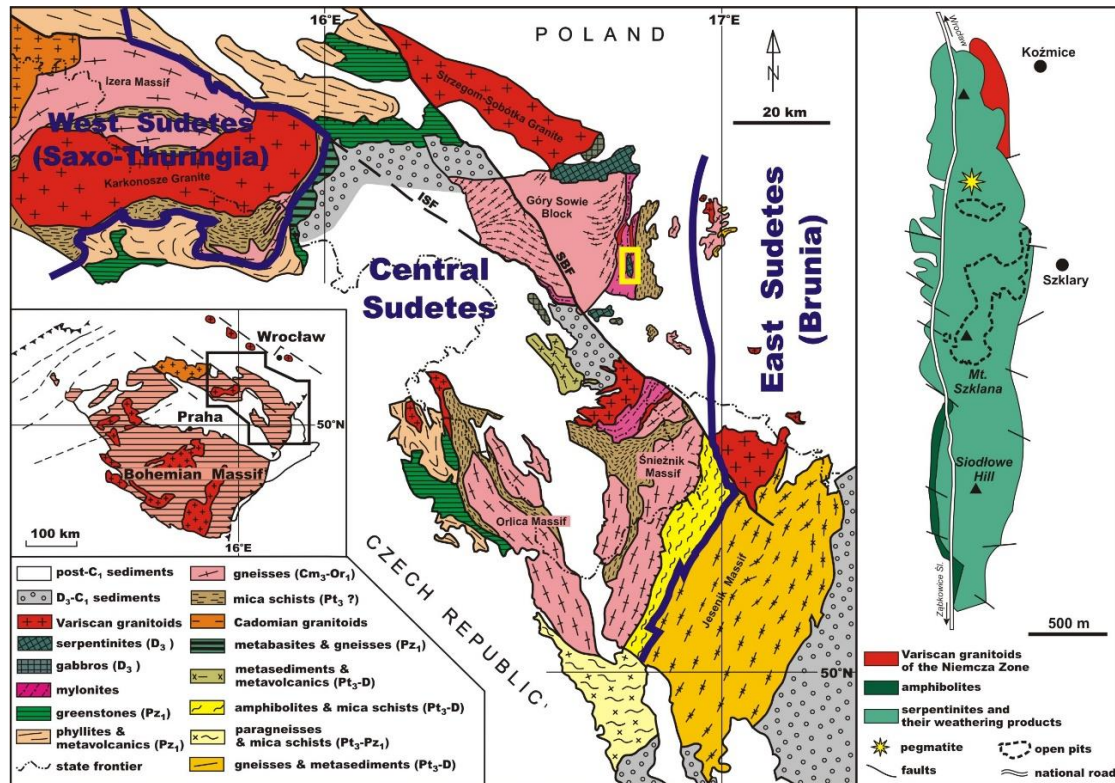 16°E
17°E
POLAND
N
20 km
Izera Massif
West Sudetes
(Saxo-Thuringia)
Karkonosze Granite
Strzegom-Sobótka Granite
Góry Sowie
Block
ISF
SBF
Central
Sudetes
East Sudetes
(Brunia)
Wrocław
Praha
50°N
Bohemian Massif
100 km
16°E
Śnieżnik
Massif
Orlica Massif
Jesenik Massif
CZECH REPUBLIC
50°N
post-C₁ sediments
D₃-C₁ sediments
Variscan granitoids
serpentinites (D₃ )
gabbros (D₃ )
mylonites
greenstones (Pz₁)
phyllites &
metavolcanics (Pz₁)
state frontier
gneisses (Cm₃-Or₁)
mica schists (Pt₃ ?)
Cadomian granitoids
metabasites & gneisses (Pz₁)
metasediments &
metavolcanics (Pt₃-D)
amphibolites & mica schists (Pt₃-D)
paragneisses
& mica schists (Pt₃-Pz₁)
gneisses & metasediments (Pt₃-D)
Wrocław
Koźmice
Szklary
Mt.
Szklana
Siodłowe
Hill
Ząbkowice Śl.
500 m
Variscan granitoids
of the Niemcza Zone
amphibolites
serpentinites and
their weathering products
pegmatite
open pits
faults
national road